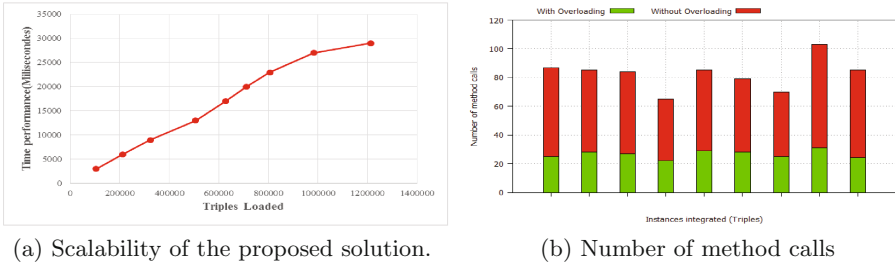 35000
30000
25000
20000
15000
10000
5000
0
Time performance(Milisecondes)
0 200000 400000 600000 800000 1000000 1200000 1400000
Triples Loaded
(a) Scalability of the proposed solution.
With Overloading Without Overloading
120
100
80
60
40
20
0
Number of method calls
Instances integrated (Triples)
(b) Number of method calls